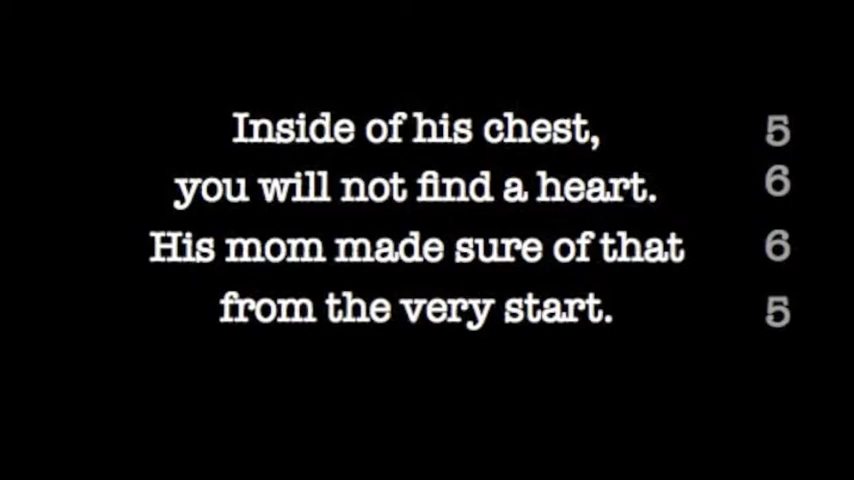 Inside of his chest, 5
you will not find a heart. 6
His mom made sure of that 6
from the very start. 5